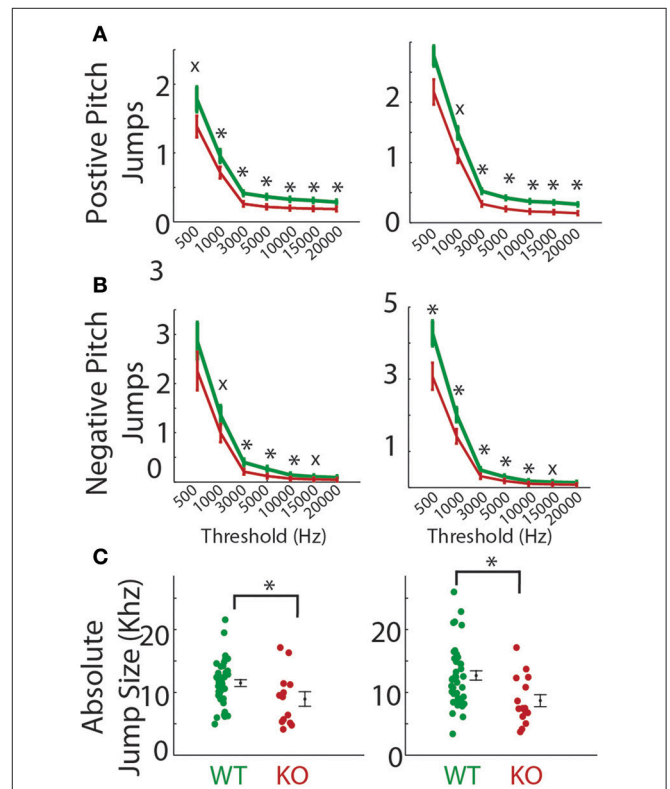 A
Postive Pitch
Jumps
x
*
* * * * *
2
1
0
500 1000 3000 5000 10000 15000 20000
x
* * * * *
2
1
0
500 1000 3000 5000 10000 15000 20000
B
Negative Pitch
Jumps
3
3
2
1
0
x
* * * x
500 1000 3000 5000 10000 15000 20000
5
3
1
*
*
* * * x
500 1000 3000 5000 10000 15000 20000
Threshold (Hz)
Threshold (Hz)
C
Absolute
Jump Size (Khz)
*
20
10
0
WT KO
*
20
10
0
WT KO